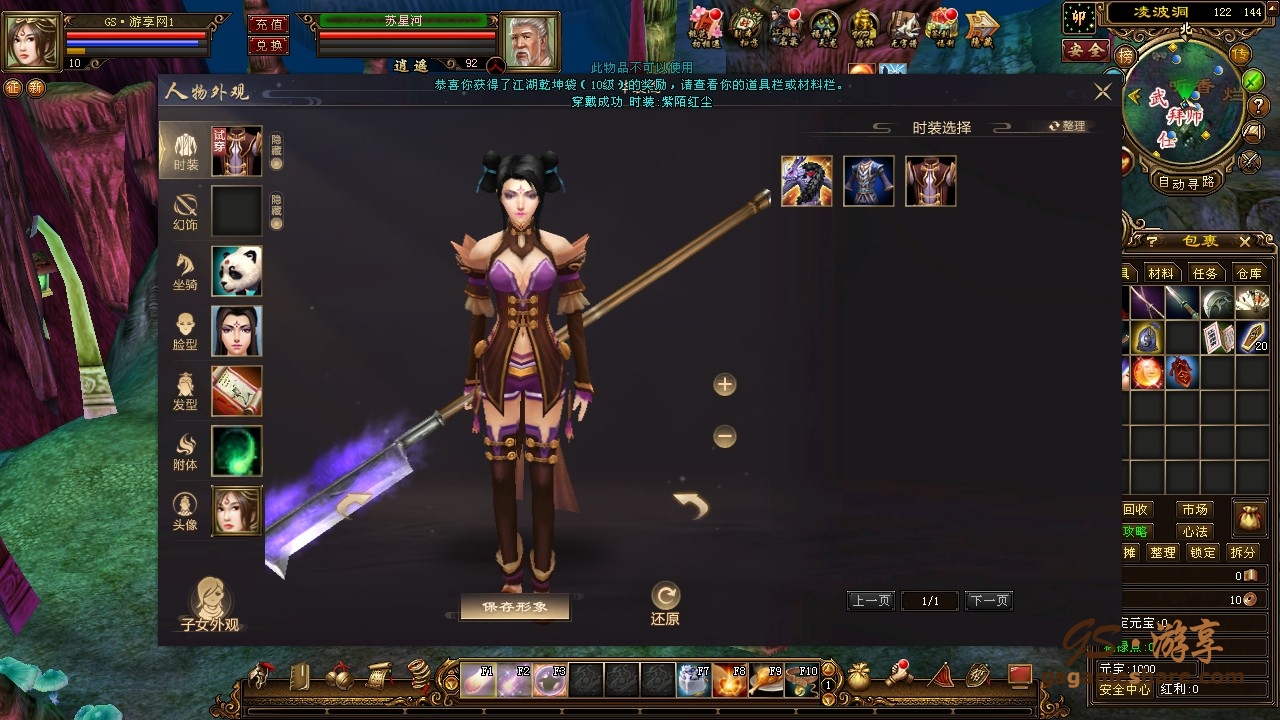 GS·游享网1
10
充值
兑换
苏星河
逍遥
92
卯
凌波洞 122 144
安全
北
榜
传
武
拜师
仕
自动寻路
征
新
此物品不可以使用
恭喜你获得了江湖乾坤袋(10级)的奖励，请查看你的道具栏或材料栏。
穿戴成功 时装:紫陌红尘
人物外观
时装
试穿
隐藏
幻饰
隐藏
坐骑
脸型
发型
附体
头像
子女外观
时装选择
整理
保存形象
还原
上一页
1/1
下一页
? 包裹
材料
任务
仓库
20
回收
市场
攻略
心法
摊
整理
锁定
拆分
0
10
元宝:1000
安全中心
红利:0
F1
F2
F3
F7
F8
F9
F10
GS·游享